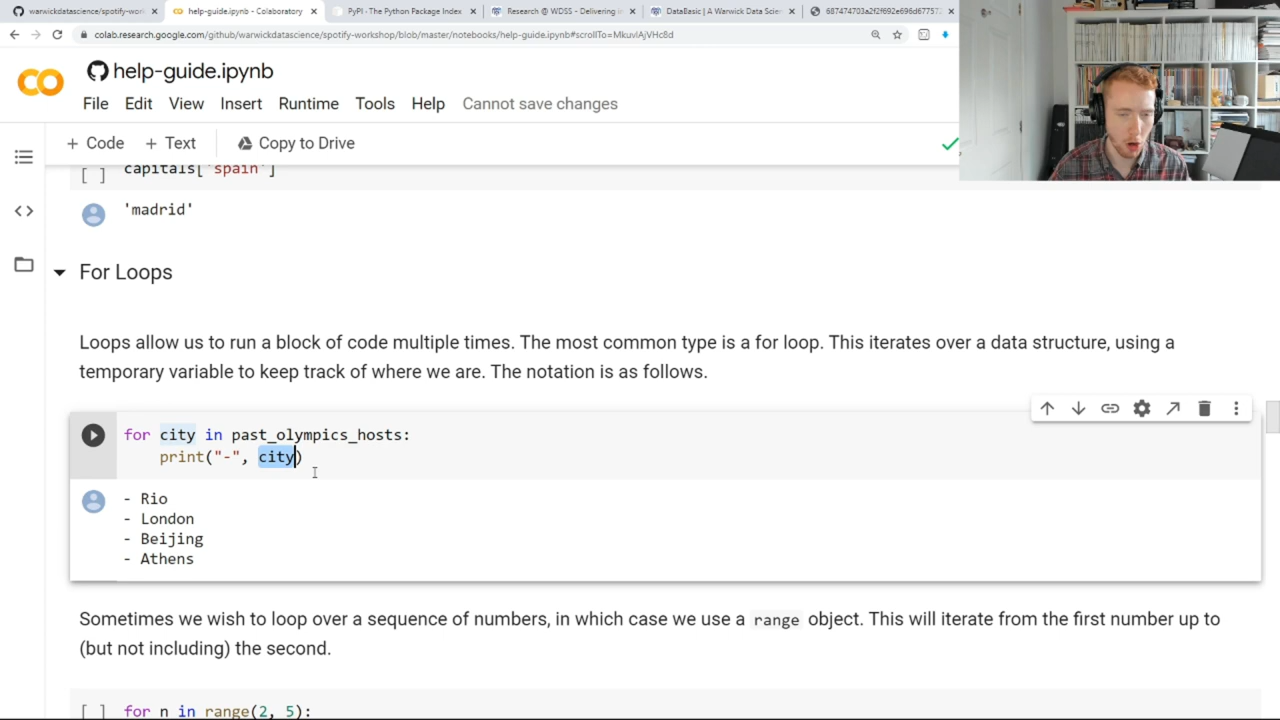 warwickdatascience/spotify-wor
help-guide.ipynb - Colaboratory
PyPI · The Python Package Index
Research @ WDSS - Delivering in
DataBasic | A Warwick Data Scie
colab.research.google.com/github/warwickdatascience/spotify-workshop/blob/master/notebooks/help-guide.ipynb#scrollTo=MkuvlAjVHc8d
CO help-guide.ipynb
File Edit View Insert Runtime Tools Help Cannot save changes
+ Code + Text Copy to Drive
[ ] capitals['spain']
'madrid'
For Loops
Loops allow us to run a block of code multiple times. The most common type is a for loop. This iterates over a data structure, using a
temporary variable to keep track of where we are. The notation is as follows.
for city in past_olympics_hosts:
print("-", city)
- Rio
- London
- Beijing
- Athens
Sometimes we wish to loop over a sequence of numbers, in which case we use a range object. This will iterate from the first number up to
(but not including) the second.
[ ] for n in range(2, 5):